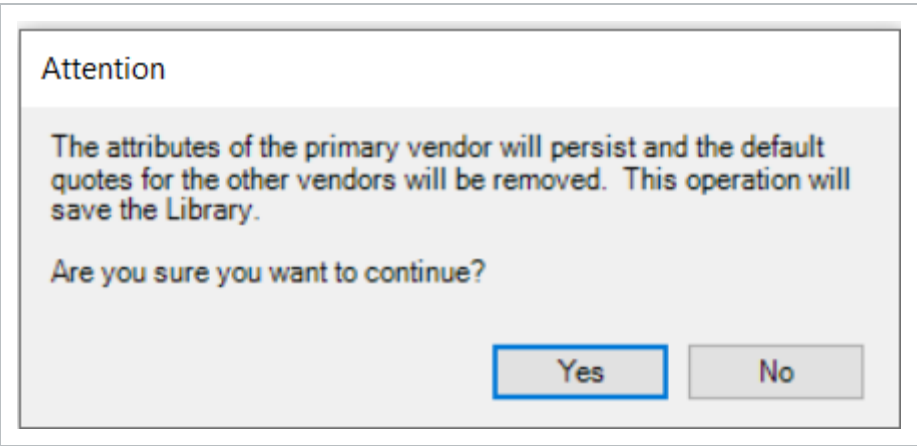 Attention
The attributes of the primary vendor will persist and the default
quotes for the other vendors will be removed.  This operation will
save the Library.
Are you sure you want to continue?
Yes
No